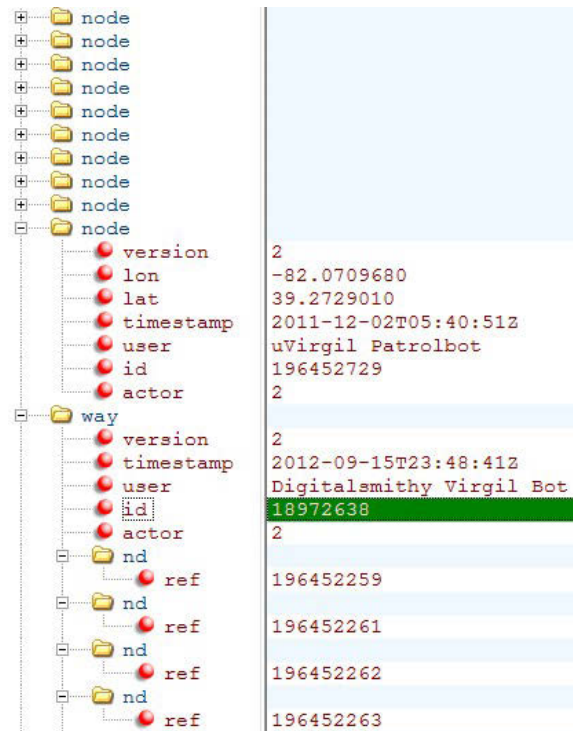 node
node
node
node
node
node
node
node
node
node
version 2
lon -82.0709680
lat 39.2729010
timestamp 2011-12-02T05:40:51Z
user uVirgil Patrolbot
id 196452729
actor 2
way
version 2
timestamp 2012-09-15T23:48:41Z
user Digitalsmithy Virgil Bot
id 18972638
actor 2
nd
ref 196452259
nd
ref 196452261
nd
ref 196452262
nd
ref 196452263